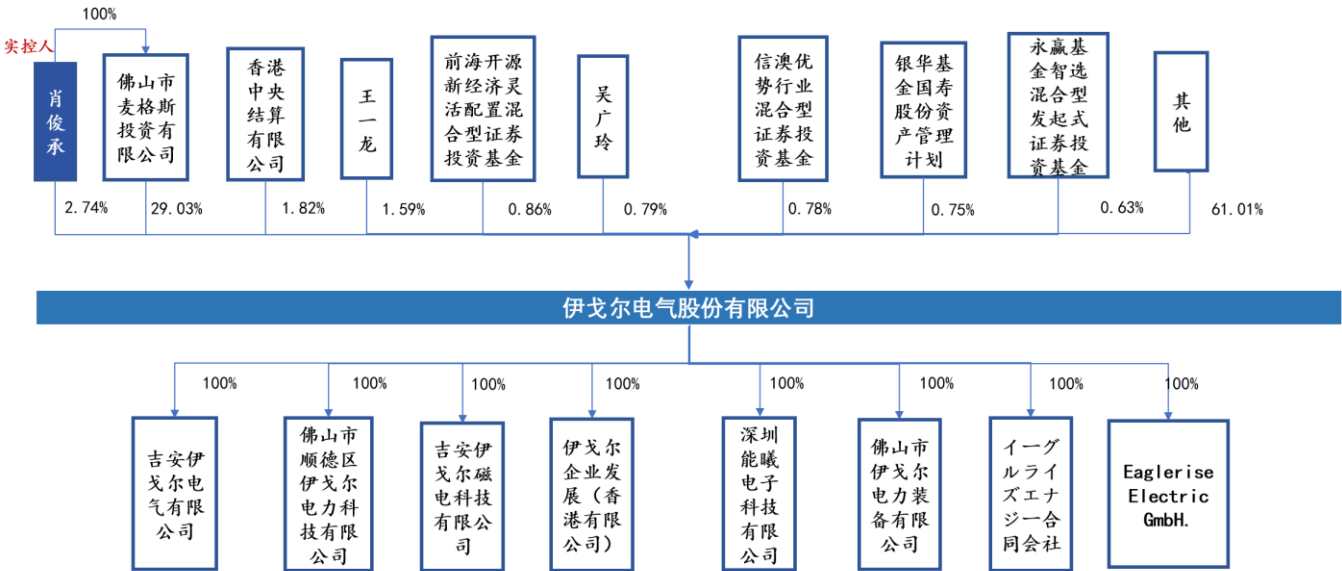 100%
实控人
肖
俊
承
佛山市
麦格斯
投资有
限公司
香港
中央
结算
有限
公司
王
一
龙
前海开源
新经济灵
活配置混
合型证券
投资基金
吴
广
玲
信澳优
势行业
混合型
证券投
资基金
银华基
金国寿
股份资
产管理
计划
永赢基
金智选
混合型
发起式
证券投
资基金
其
他
2.74%
29.03%
1.82%
1.59%
0.86%
0.79%
0.78%
0.75%
0.63%
61.01%
伊戈尔电气股份有限公司
100%
100%
100%
100%
100%
100%
100%
100%
吉安伊
戈尔电
气有限
公司
佛山市
顺德区
伊戈尔
电力科
技有限
公司
吉安伊
戈尔磁
电科技
有限公
司
伊戈尔
企业发
展（香
港有限
公司）
深圳
能曦
电子
科技
有限
公司
佛山市
伊戈尔
电力装
备有限
公司
イーグ
ルライ
ズエナ
ジー合
同会社
Eaglerise
Electric
GmbH.